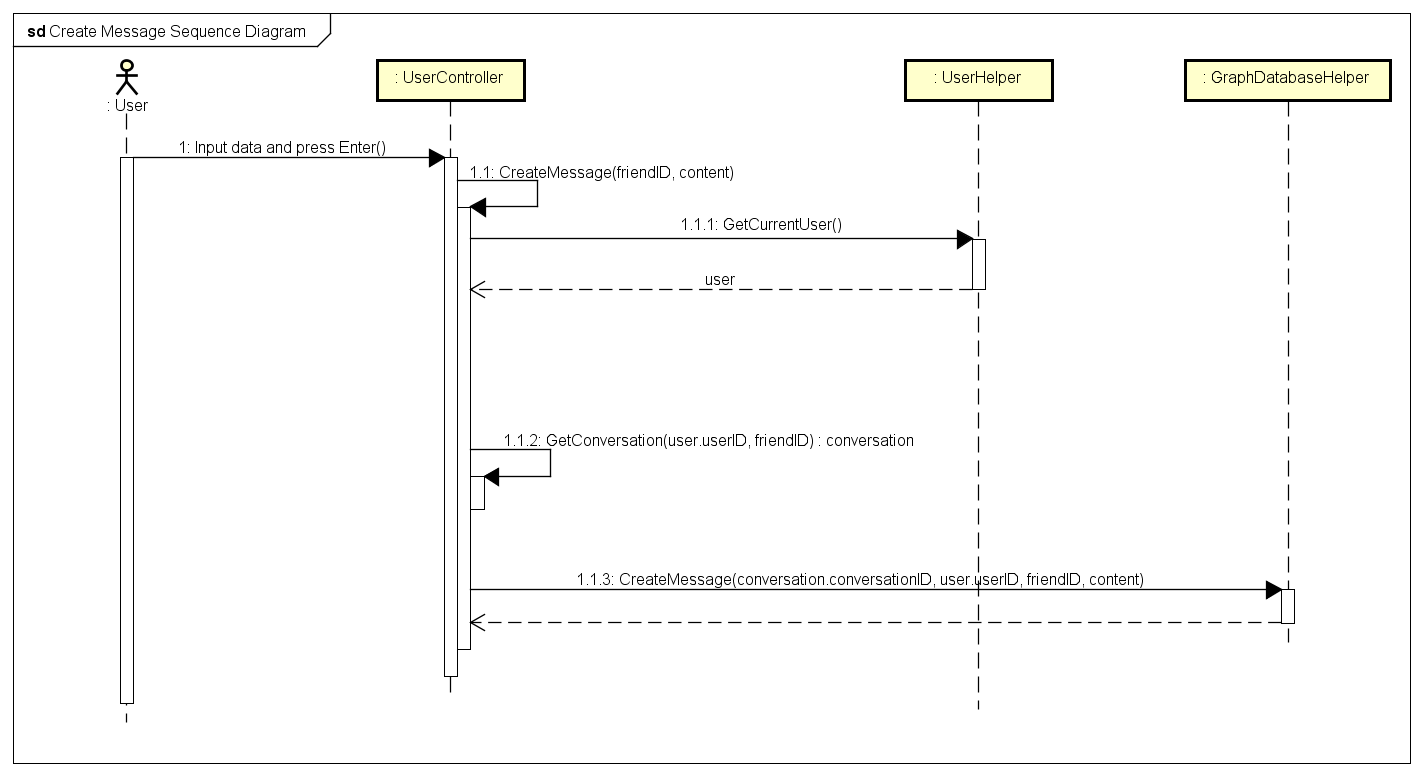 sd Create Message Sequence Diagram
: User
: UserController
: UserHelper
: GraphDatabaseHelper
1: Input data and press Enter()
1.1: CreateMessage(friendID, content)
1.1.1: GetCurrentUser()
user
1.1.2: GetConversation(user.userID, friendID) : conversation
1.1.3: CreateMessage(conversation.conversationID, user.userID, friendID, content)